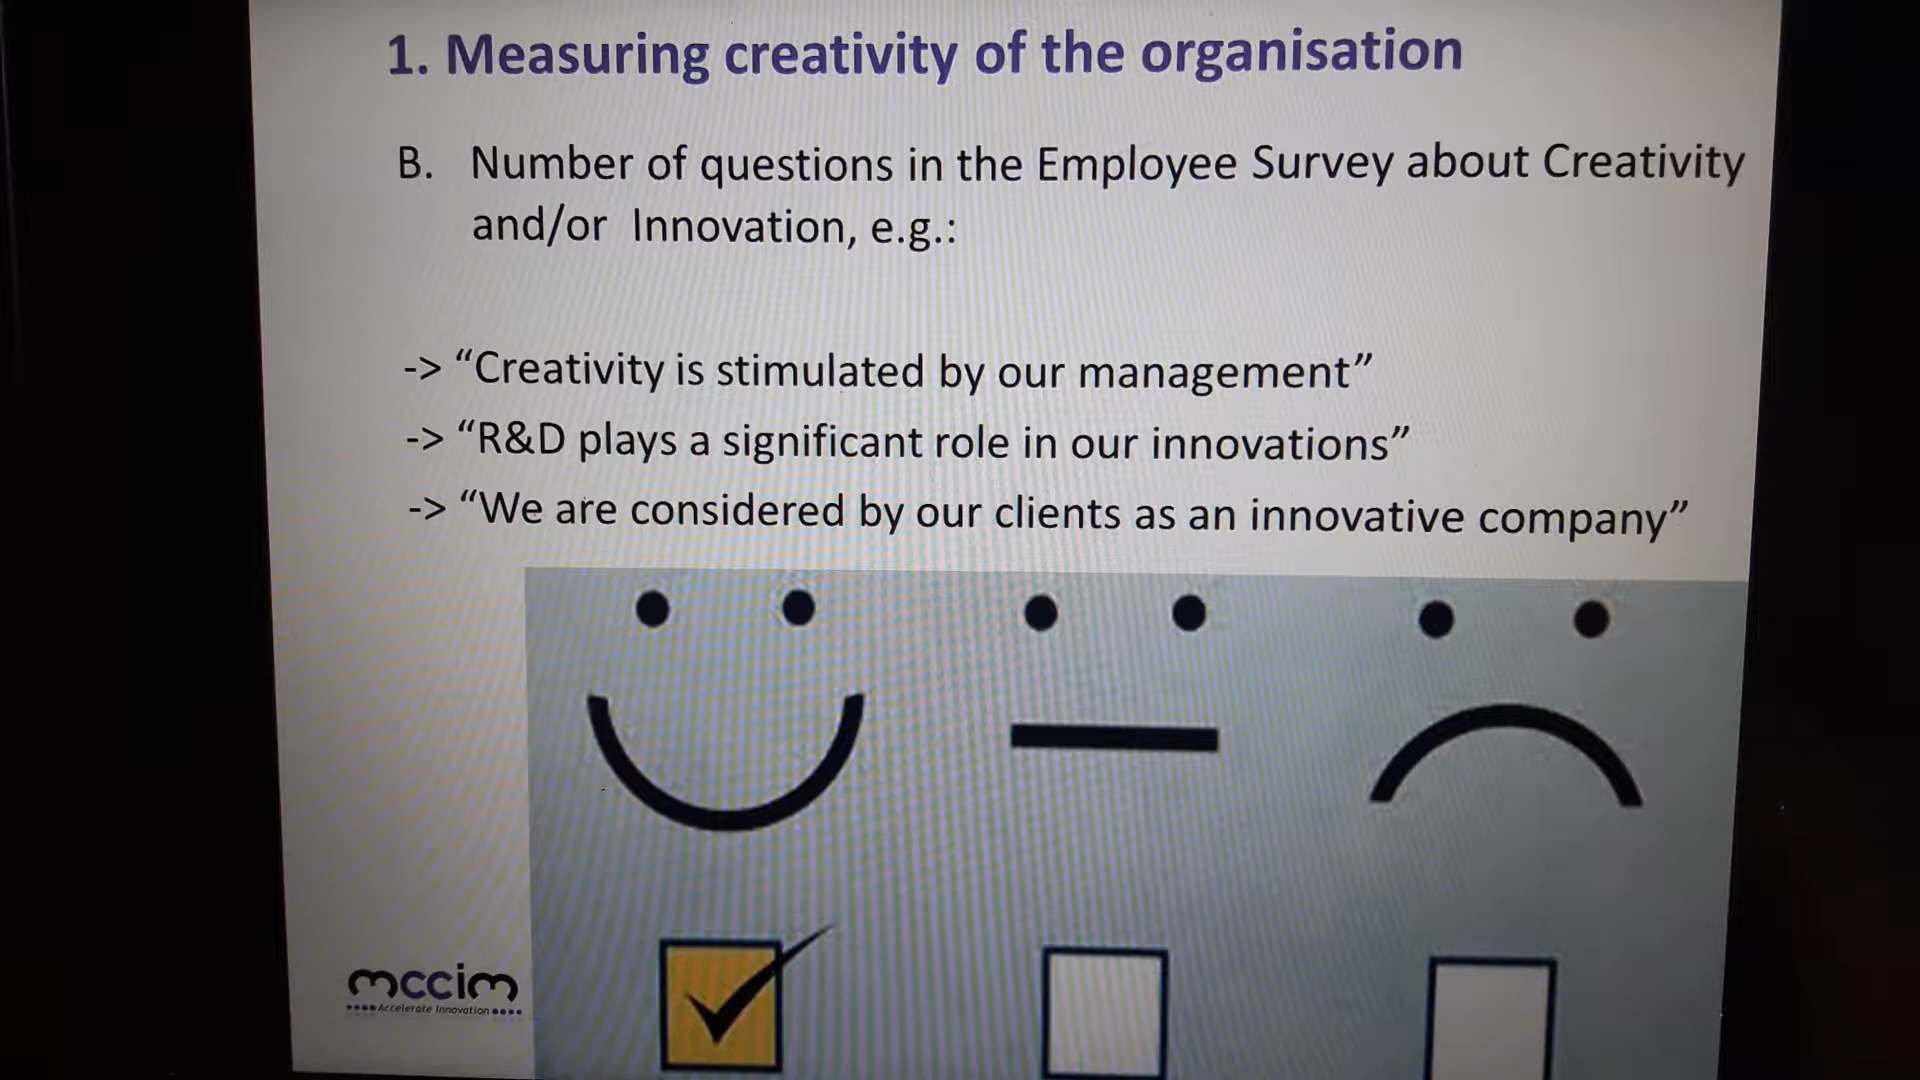 1. Measuring creativity of the organisation
B. Number of questions in the Employee Survey about Creativity
and/or Innovation, e.g.:
-> “Creativity is stimulated by our management”
-> “R&D plays a significant role in our innovations”
-> “We are considered by our clients as an innovative company”
mccim
Accelerate Innovation